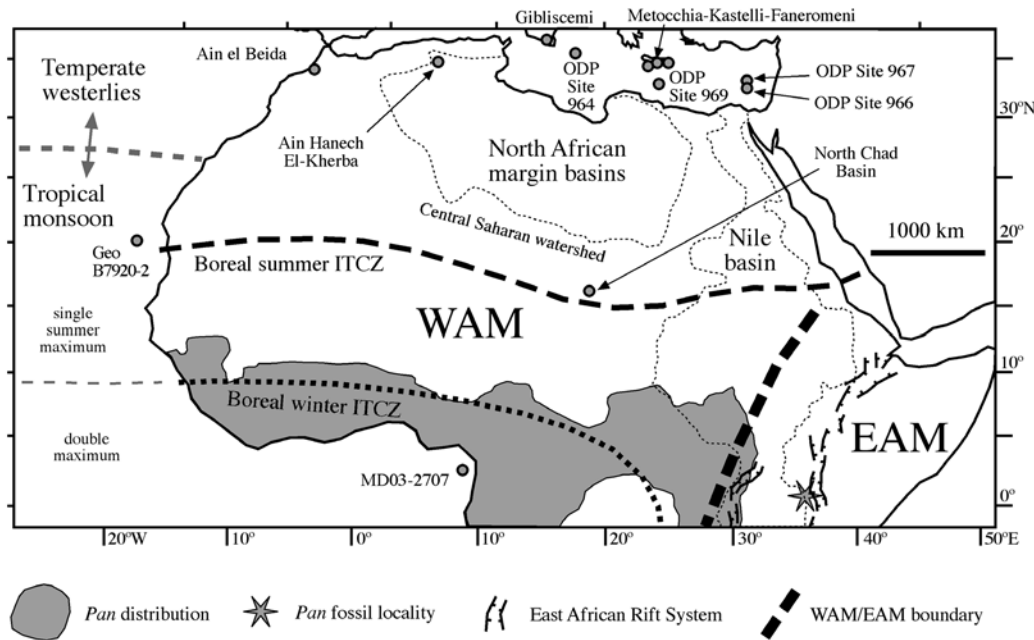 Gibliscemi
Metocchia-Kastelli-Faneromeni
Ain el Beida
Temperate
westerlies
ODP
Site
964
ODP
Site 969
ODP Site 967
ODP Site 966
30°N
Ain Hanech
El-Kherba
North African
margin basins
North Chad
Basin
Tropical
monsoon
Central Saharan watershed
Nile
basin
1000 km
20°
Geo
B7920-2
Boreal summer ITCZ
single
summer
maximum
WAM
10°
Boreal winter ITCZ
EAM
double
maximum
MD03-2707
0°
20°W
10°
0°
10°
20°
30°
40°
50°E
Pan distribution
Pan fossil locality
East African Rift System
WAM/EAM boundary